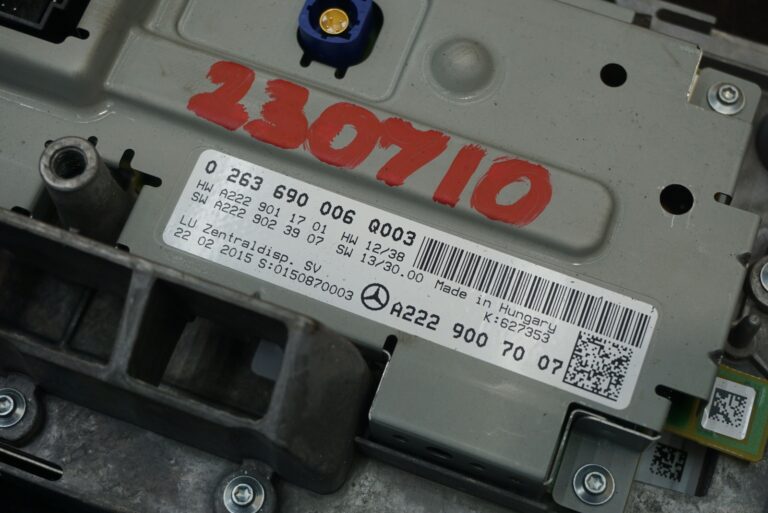 230710
0 263 690 006 Q003
HW A222 901 17 01 HW 12/38
SW A222 902 39 07 SW 13/30.00
LU Zentraldisp. SV Made in Hungary
22 02 2015 S:0150870003 K:627353
A222 900 70 07